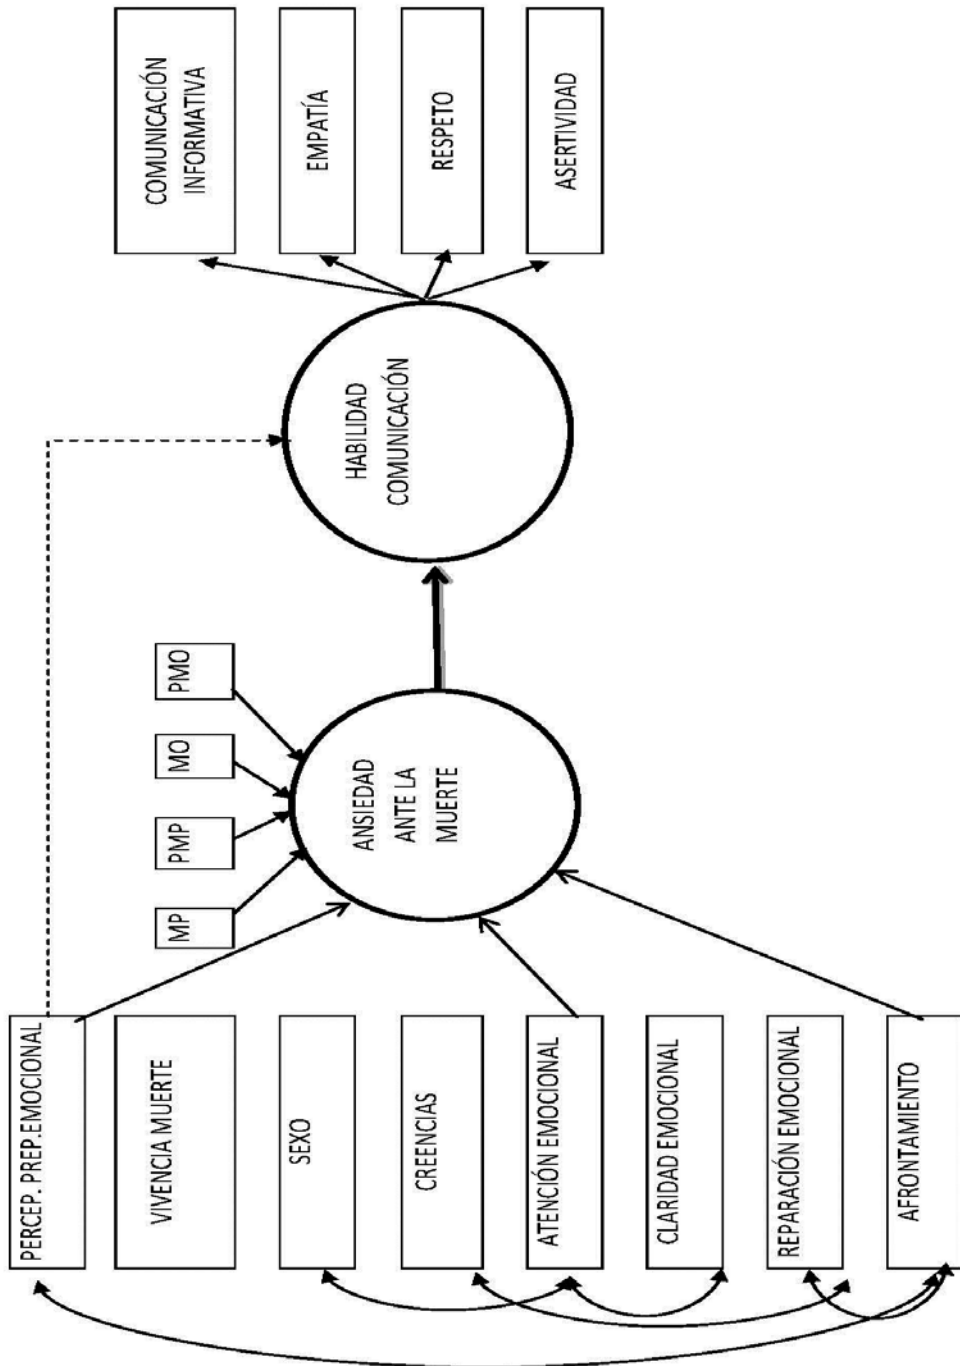 PERCEP. PREP.EMOCIONAL
VIVENCIA MUERTE
SEXO
CREENCIAS
ATENCIÓN EMOCIONAL
CLARIDAD EMOCIONAL
REPARACIÓN EMOCIONAL
AFRONTAMIENTO
MP
PMP
MO
PMO
ANSIEDAD
ANTE LA
MUERTE
HABILIDAD
COMUNICACIÓN
COMUNICACIÓN
INFORMATIVA
EMPATÍA
RESPETO
ASERTIVIDAD